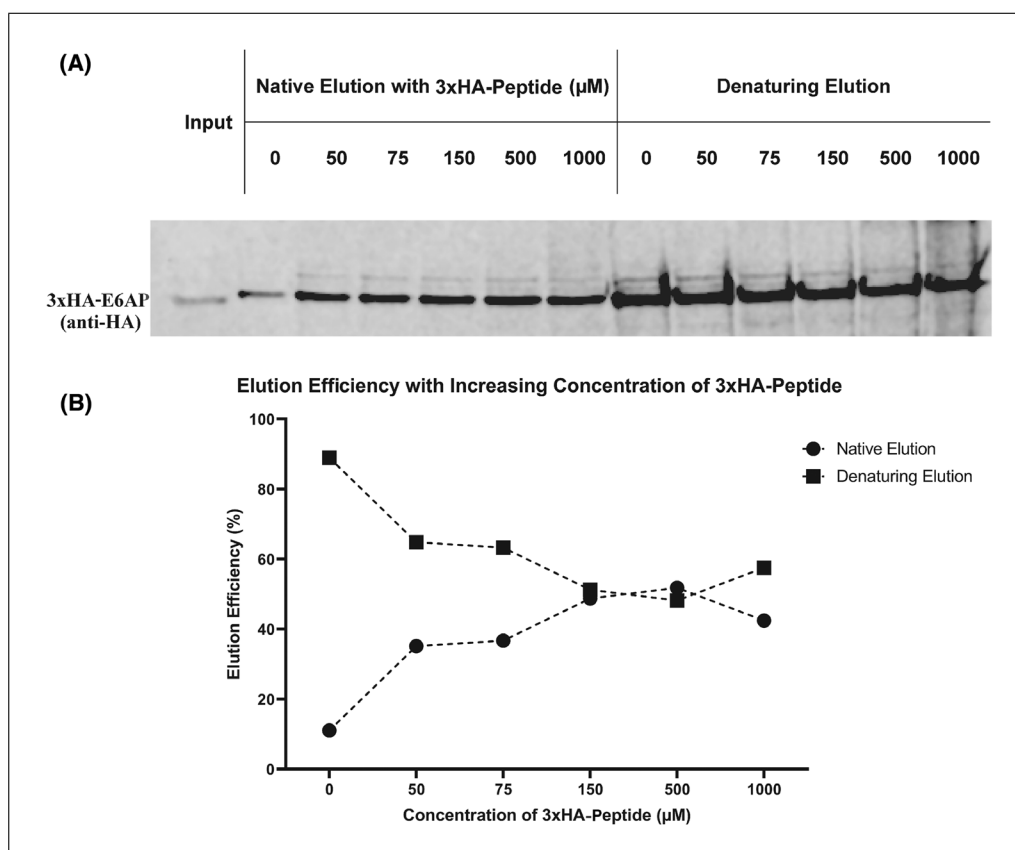 (A)
Native Elution with 3xHA-Peptide (µM)
Denaturing Elution
Input
0 50 75 150 500 1000 0 50 75 150 500 1000
3xHA-E6AP
(anti-HA)
(B)
Elution Efficiency with Increasing Concentration of 3xHA-Peptide
100
80
60
40
20
0
Elution Efficiency (%)
Native Elution
Denaturing Elution
0 50 75 150 500 1000
Concentration of 3xHA-Peptide (µM)